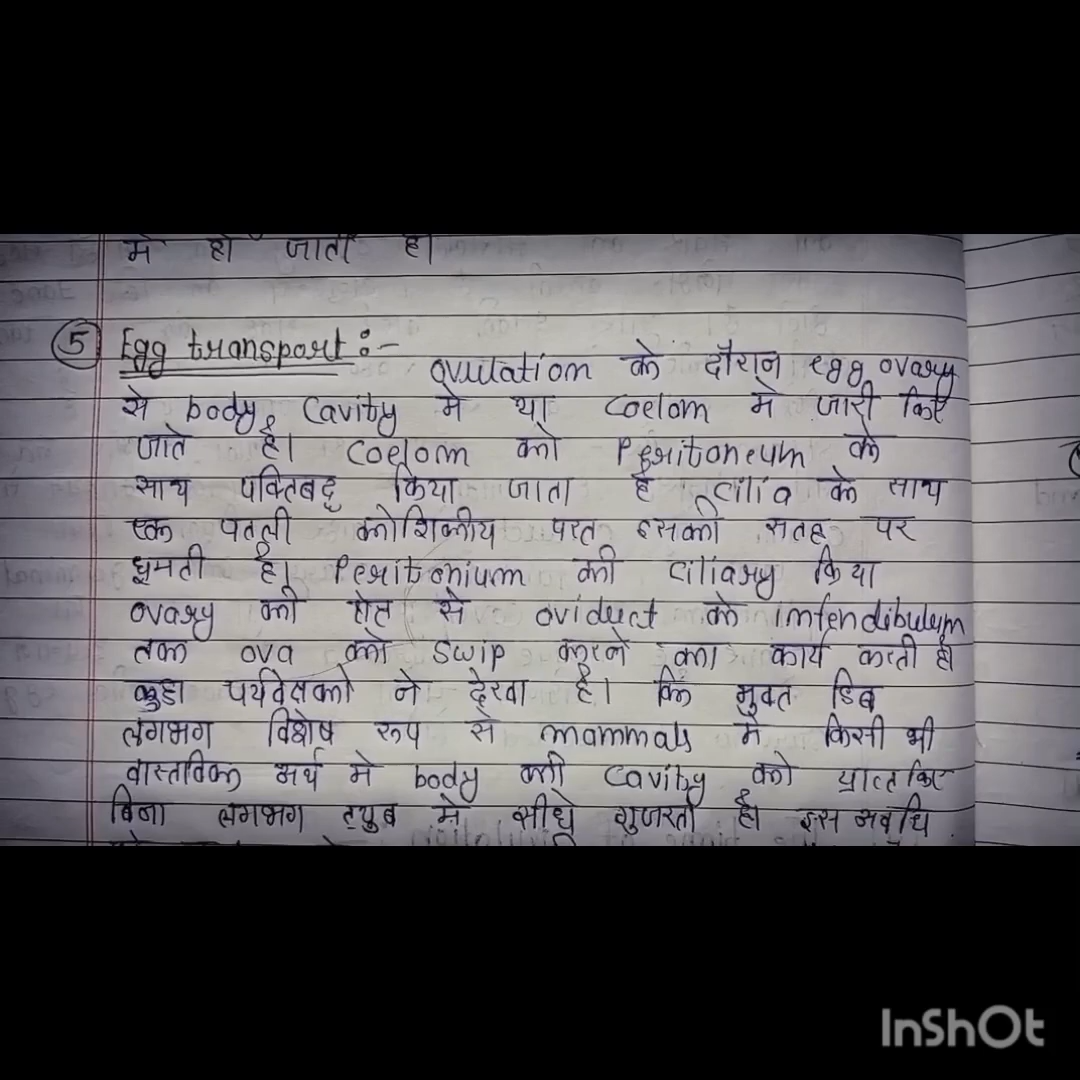 मे हो जाती है।
⑤ Egg transport :-
ovulation के दौरान egg ovary
से body cavity मे या coelom मे जारी किए
जाते है। coelom को Peritoneum के
साथ पंक्तिबद्द किया जाता है cilia के साथ
एक पतली कोशिकीय परत इसकी सतह पर
घूमती है। Peritonium की ciliary क्रिया
ovary की से oviduct के imfendibulum
तक ova को swip करने का कार्य करती है।
पर्यवेक्षको ने देखा है। कि मुक्त डिंब
लगभग विशेष रूप से mammals मे किसी भी
वास्तविक अर्थ मे body की cavity को प्राप्त किए
बिना लगभग ट्युब मे सीधे गुजरते है। इस अवधि
InShOt